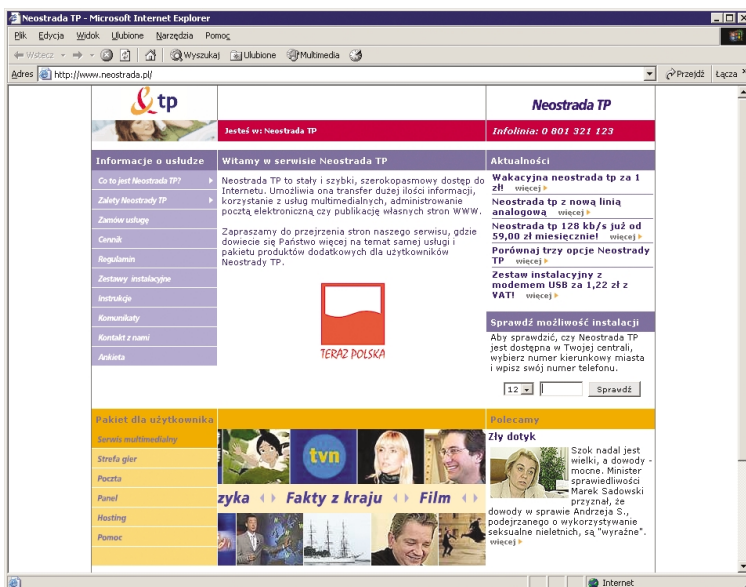 Neostrada TP - Microsoft Internet Explorer
Plik Edycja Widok Ulubione Narzędzia Pomoc
Wstecz Wyszukaj Ulubione Multimedia
Adres http://www.neostrada.pl/ Przejdź Łącza »
tp
Neostrada TP
Jesteś w: Neostrada TP
Infolinia: 0 801 321 123
Informacje o usłudze
Co to jest Neostrada TP?
Zalety Neostrady TP
Zamów usługę
Cennik
Regulamin
Zestawy instalacyjne
Instrukcje
Komunikaty
Kontakt z nami
Ankieta
Witamy w serwisie Neostrada TP
Neostrada TP to stały i szybki, szerokopasmowy dostęp do
Internetu. Umożliwia ona transfer dużej ilości informacji,
korzystanie z usług multimedialnych, administrowanie
pocztą elektroniczną czy publikację własnych stron WWW.
Zapraszamy do przejrzenia stron naszego serwisu, gdzie
dowiecie się Państwo więcej na temat samej usługi i
pakietu produktów dodatkowych dla użytkowników
Neostrady TP.
TERAZ POLSKA
Aktualności
Wakacyjna neostrada tp za 1
zł! więcej
Neostrada tp z nową linią
analogową więcej
Neostrada tp 128 kb/s już od
59,00 zł miesięcznie! więcej
Porównaj trzy opcje Neostrady
TP więcej
Zestaw instalacyjny z
modemem USB za 1,22 zł z
VAT! więcej
Sprawdź możliwość instalacji
Aby sprawdzić, czy Neostrada TP
jest dostępna w Twojej centrali,
wybierz numer kierunkowy miasta
i wpisz swój numer telefonu.
12 Sprawdź
Pakiet dla użytkownika
Serwis multimedialny
Strefa gier
Poczta
Panel
Hosting
Pomoc
tvn
zyka Fakty z kraju Film
Polecamy
Zły dotyk
Szok nadal jest
wielki, a dowody -
mocne. Minister
sprawiedliwości
Marek Sadowski
przyznał, że
dowody w sprawie Andrzeja S.,
podejrzanego o wykorzystywanie
seksualne nieletnich, są "wyraźne".
więcej
Internet